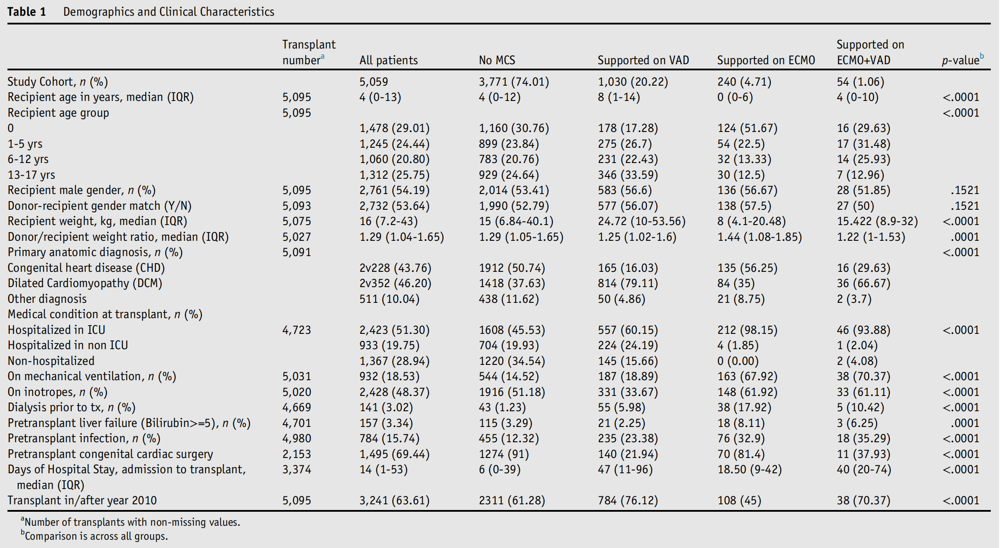 Table 1 Demographics and Clinical Characteristics
Transplant number^a All patients No MCS Supported on VAD Supported on ECMO Supported on ECMO+VAD p-value^b
Study Cohort, n (%) 5,059 3,771 (74.01) 1,030 (20.22) 240 (4.71) 54 (1.06)
Recipient age in years, median (IQR) 5,095 4 (0-13) 4 (0-12) 8 (1-14) 0 (0-6) 4 (0-10) <.0001
Recipient age group 5,095 <.0001
0 1,478 (29.01) 1,160 (30.76) 178 (17.28) 124 (51.67) 16 (29.63)
1-5 yrs 1,245 (24.44) 899 (23.84) 275 (26.7) 54 (22.5) 17 (31.48)
6-12 yrs 1,060 (20.80) 783 (20.76) 231 (22.43) 32 (13.33) 14 (25.93)
13-17 yrs 1,312 (25.75) 929 (24.64) 346 (33.59) 30 (12.5) 7 (12.96)
Recipient male gender, n (%) 5,095 2,761 (54.19) 2,014 (53.41) 583 (56.6) 136 (56.67) 28 (51.85) .1521
Donor-recipient gender match (Y/N) 5,093 2,732 (53.64) 1,990 (52.79) 577 (56.07) 138 (57.5) 27 (50) .1521
Recipient weight, kg, median (IQR) 5,075 16 (7.2-43) 15 (6.84-40.1) 24.72 (10-53.56) 8 (4.1-20.48) 15.422 (8.9-32) <.0001
Donor/recipient weight ratio, median (IQR) 5,027 1.29 (1.04-1.65) 1.29 (1.05-1.65) 1.25 (1.02-1.6) 1.44 (1.08-1.85) 1.22 (1-1.53) .0001
Primary anatomic diagnosis, n (%) 5,091 <.0001
Congenital heart disease (CHD) 2v228 (43.76) 1912 (50.74) 165 (16.03) 135 (56.25) 16 (29.63)
Dilated Cardiomyopathy (DCM) 2v352 (46.20) 1418 (37.63) 814 (79.11) 84 (35) 36 (66.67)
Other diagnosis 511 (10.04) 438 (11.62) 50 (4.86) 21 (8.75) 2 (3.7)
Medical condition at transplant, n (%)
Hospitalized in ICU 4,723 2,423 (51.30) 1608 (45.53) 557 (60.15) 212 (98.15) 46 (93.88) <.0001
Hospitalized in non ICU 933 (19.75) 704 (19.93) 224 (24.19) 4 (1.85) 1 (2.04)
Non-hospitalized 1,367 (28.94) 1220 (34.54) 145 (15.66) 0 (0.00) 2 (4.08)
On mechanical ventilation, n (%) 5,031 932 (18.53) 544 (14.52) 187 (18.89) 163 (67.92) 38 (70.37) <.0001
On inotropes, n (%) 5,020 2,428 (48.37) 1916 (51.18) 331 (33.67) 148 (61.92) 33 (61.11) <.0001
Dialysis prior to tx, n (%) 4,669 141 (3.02) 43 (1.23) 55 (5.98) 38 (17.92) 5 (10.42) <.0001
Pretransplant liver failure (Bilirubin>=5), n (%) 4,701 157 (3.34) 115 (3.29) 21 (2.25) 18 (8.11) 3 (6.25) .0001
Pretransplant infection, n (%) 4,980 784 (15.74) 455 (12.32) 235 (23.38) 76 (32.9) 18 (35.29) <.0001
Pretransplant congenital cardiac surgery 2,153 1,495 (69.44) 1274 (91) 140 (21.94) 70 (81.4) 11 (37.93) <.0001
Days of Hospital Stay, admission to transplant, 3,374 14 (1-53) 6 (0-39) 47 (11-96) 18.50 (9-42) 40 (20-74) <.0001
median (IQR)
Transplant in/after year 2010 5,095 3,241 (63.61) 2311 (61.28) 784 (76.12) 108 (45) 38 (70.37) <.0001
^aNumber of transplants with non-missing values.
^bComparison is across all groups.